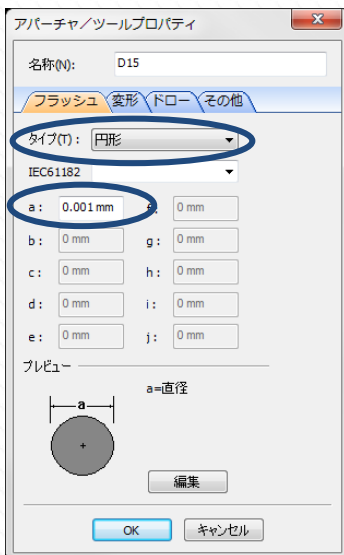 アパーチャ／ツールプロパティ
名称(N): D15
フラッシュ 変形 ドロー その他
タイプ(T): 円形
IEC61182
a: 0.001 mm f: 0 mm
b: 0 mm g: 0 mm
c: 0 mm h: 0 mm
d: 0 mm i: 0 mm
e: 0 mm j: 0 mm
プレビュー
a=直径
a
編集
OK キャンセル